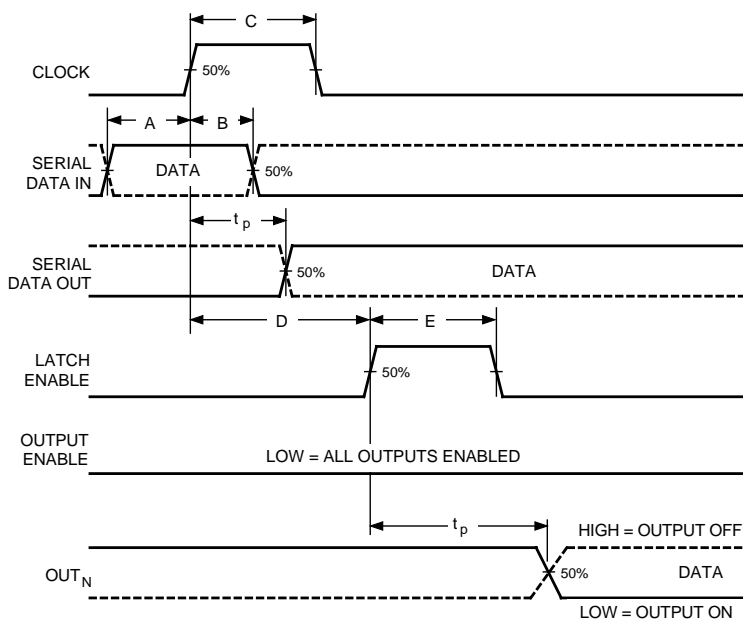 C
CLOCK
50%
A
B
SERIAL
DATA IN
DATA
50%
t p
SERIAL
DATA OUT
50%
DATA
D
E
LATCH
ENABLE
50%
OUTPUT
ENABLE
LOW = ALL OUTPUTS ENABLED
t p
HIGH = OUTPUT OFF
OUT N
50%
DATA
LOW = OUTPUT ON